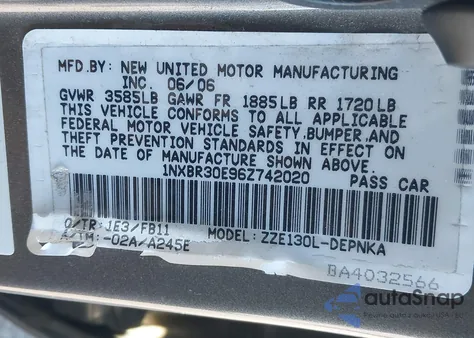 MFD.BY: NEW UNITED MOTOR MANUFACTURING
INC. 06/06
GVWR 3585LB GAWR FR 1885LB RR 1720LB
THIS VEHICLE CONFORMS TO ALL APPLICABLE
FEDERAL MOTOR VEHICLE SAFETY,BUMPER,AND
THEFT PREVENTION STANDARDS IN EFFECT ON
THE DATE OF MANUFACTURE SHOWN ABOVE.
1NXBR30E96Z742020 PASS CAR
C/TR: 1E3/FB11
A/TM: -02A/A245E MODEL: ZZE130L-DEPNKA
BA4032566
autoSnap